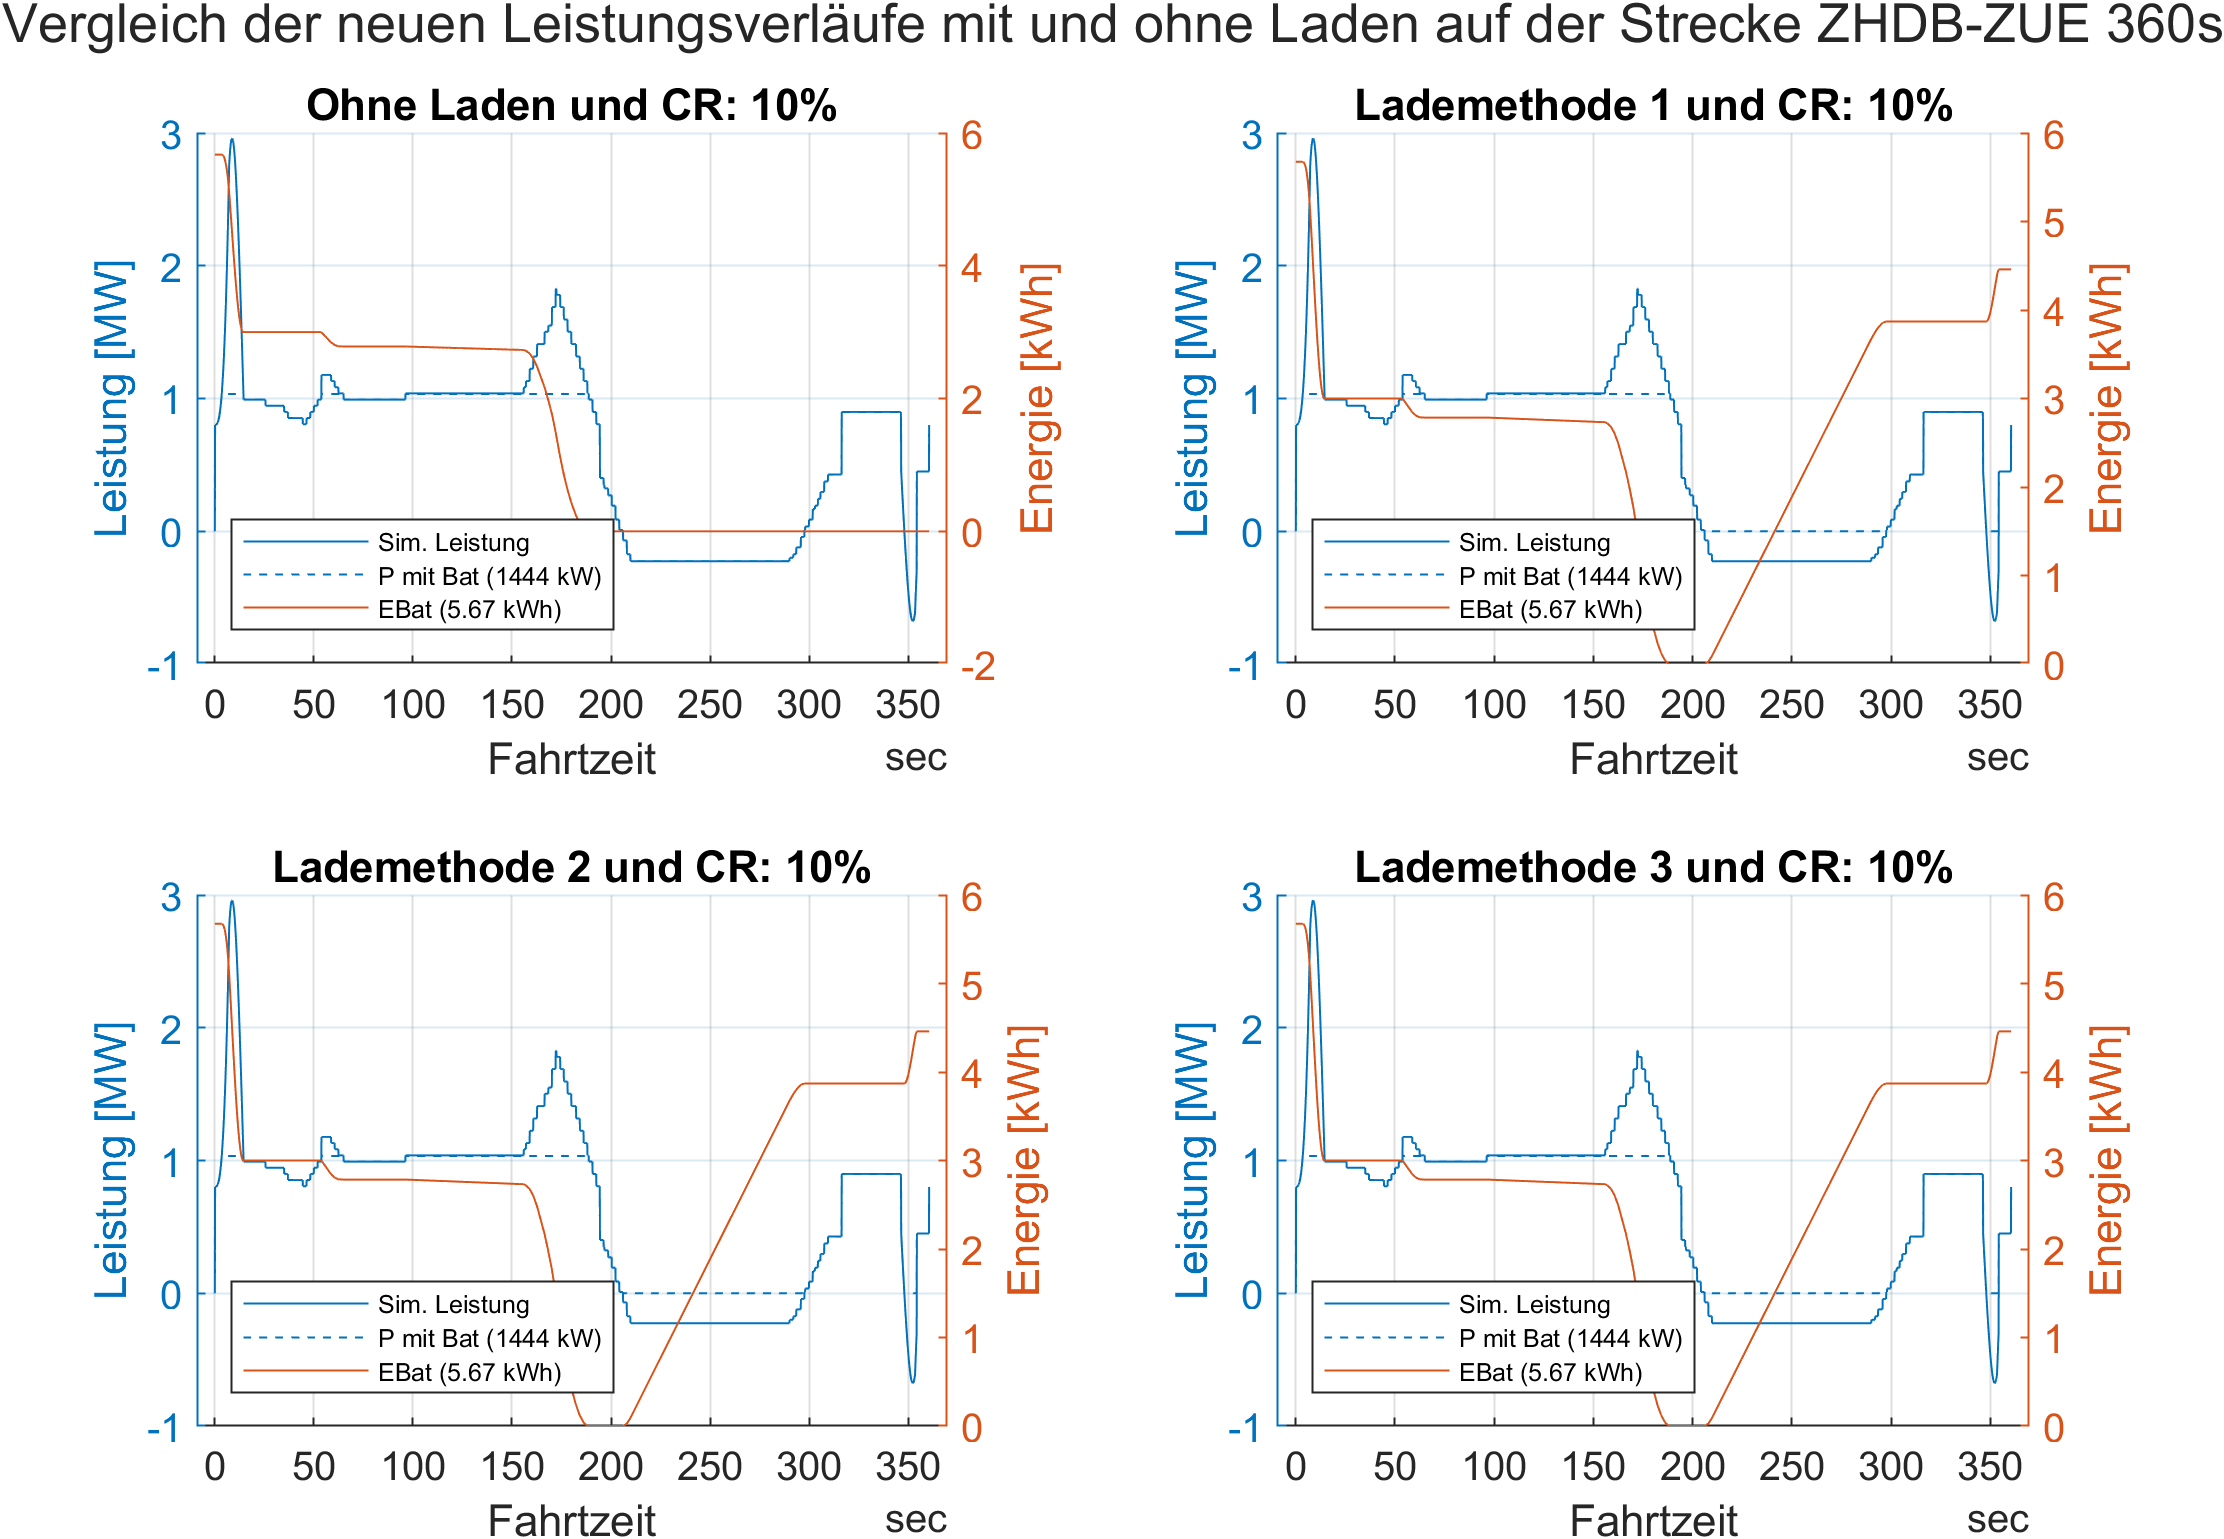 Vergleich der neuen Leistungsverläufe mit und ohne Laden auf der Strecke ZHDB-ZUE 360s
Ohne Laden und CR: 10%
3
2
1
0
-1
Leistung [MW]
6
4
2
0
-2
Energie [kWh]
Sim. Leistung
P mit Bat (1444 kW)
EBat (5.67 kWh)
0 50 100 150 200 250 300 350
Fahrtzeit sec
Lademethode 1 und CR: 10%
3
2
1
0
-1
Leistung [MW]
6
5
4
3
2
1
0
Energie [kWh]
Sim. Leistung
P mit Bat (1444 kW)
EBat (5.67 kWh)
0 50 100 150 200 250 300 350
Fahrtzeit sec
Lademethode 2 und CR: 10%
3
2
1
0
-1
Leistung [MW]
6
5
4
3
2
1
0
Energie [kWh]
Sim. Leistung
P mit Bat (1444 kW)
EBat (5.67 kWh)
0 50 100 150 200 250 300 350
Fahrtzeit sec
Lademethode 3 und CR: 10%
3
2
1
0
-1
Leistung [MW]
6
5
4
3
2
1
0
Energie [kWh]
Sim. Leistung
P mit Bat (1444 kW)
EBat (5.67 kWh)
0 50 100 150 200 250 300 350
Fahrtzeit sec